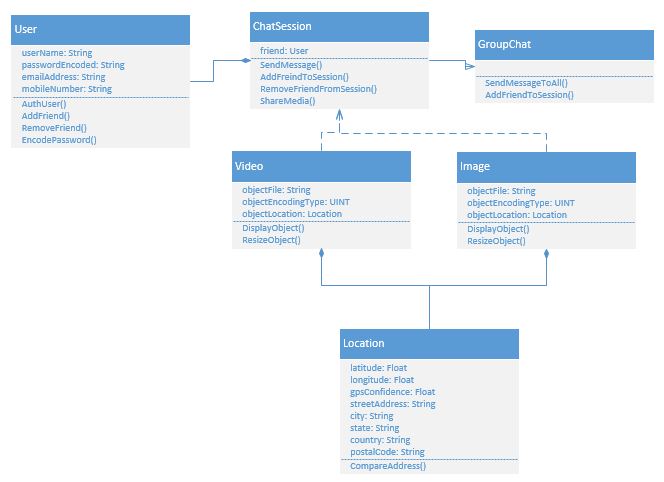 User
userName: String
passwordEncoded: String
emailAddress: String
mobileNumber: String
AuthUser()
AddFriend()
RemoveFriend()
EncodePassword()
ChatSession
friend: User
SendMessage()
AddFreindToSession()
RemoveFriendFromSession()
ShareMedia()
GroupChat
SendMessageToAll()
AddFriendToSession()
Video
objectFile: String
objectEncodingType: UINT
objectLocation: Location
DisplayObject()
ResizeObject()
Image
objectFile: String
objectEncodingType: UINT
objectLocation: Location
DisplayObject()
ResizeObject()
Location
latitude: Float
longitude: Float
gpsConfidence: Float
streetAddress: String
city: String
state: String
country: String
postalCode: String
CompareAddress()